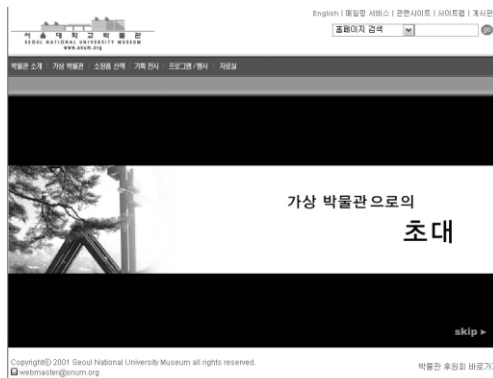 English | 메일링 서비스 | 관련사이트 | 사이트맵 | 게시판
서울대학교박물관
SEOUL NATIONAL UNIVERSITY MUSEUM
www.snum.org
홈페이지 검색
go
박물관 소개 | 가상 박물관 | 소장품 산책 | 기획 전시 | 프로그램/행사 | 자료실
가상 박물관으로의
초대
skip
Copyright© 2001 Seoul National University Museum all rights reserved.
webmaster@snum.org
박물관 후원회 바로가기